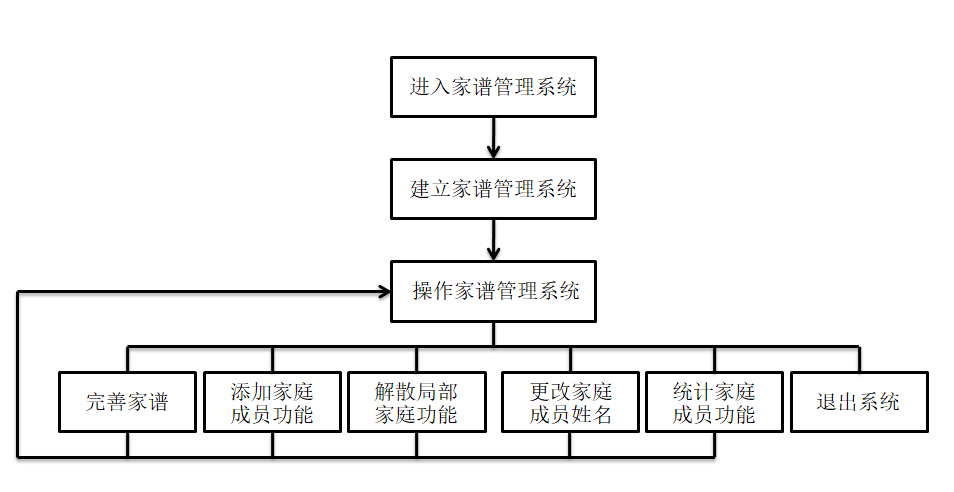 进入家谱管理系统
建立家谱管理系统
操作家谱管理系统
完善家谱
添加家庭
成员功能
解散局部
家庭功能
更改家庭
成员姓名
统计家庭
成员功能
退出系统